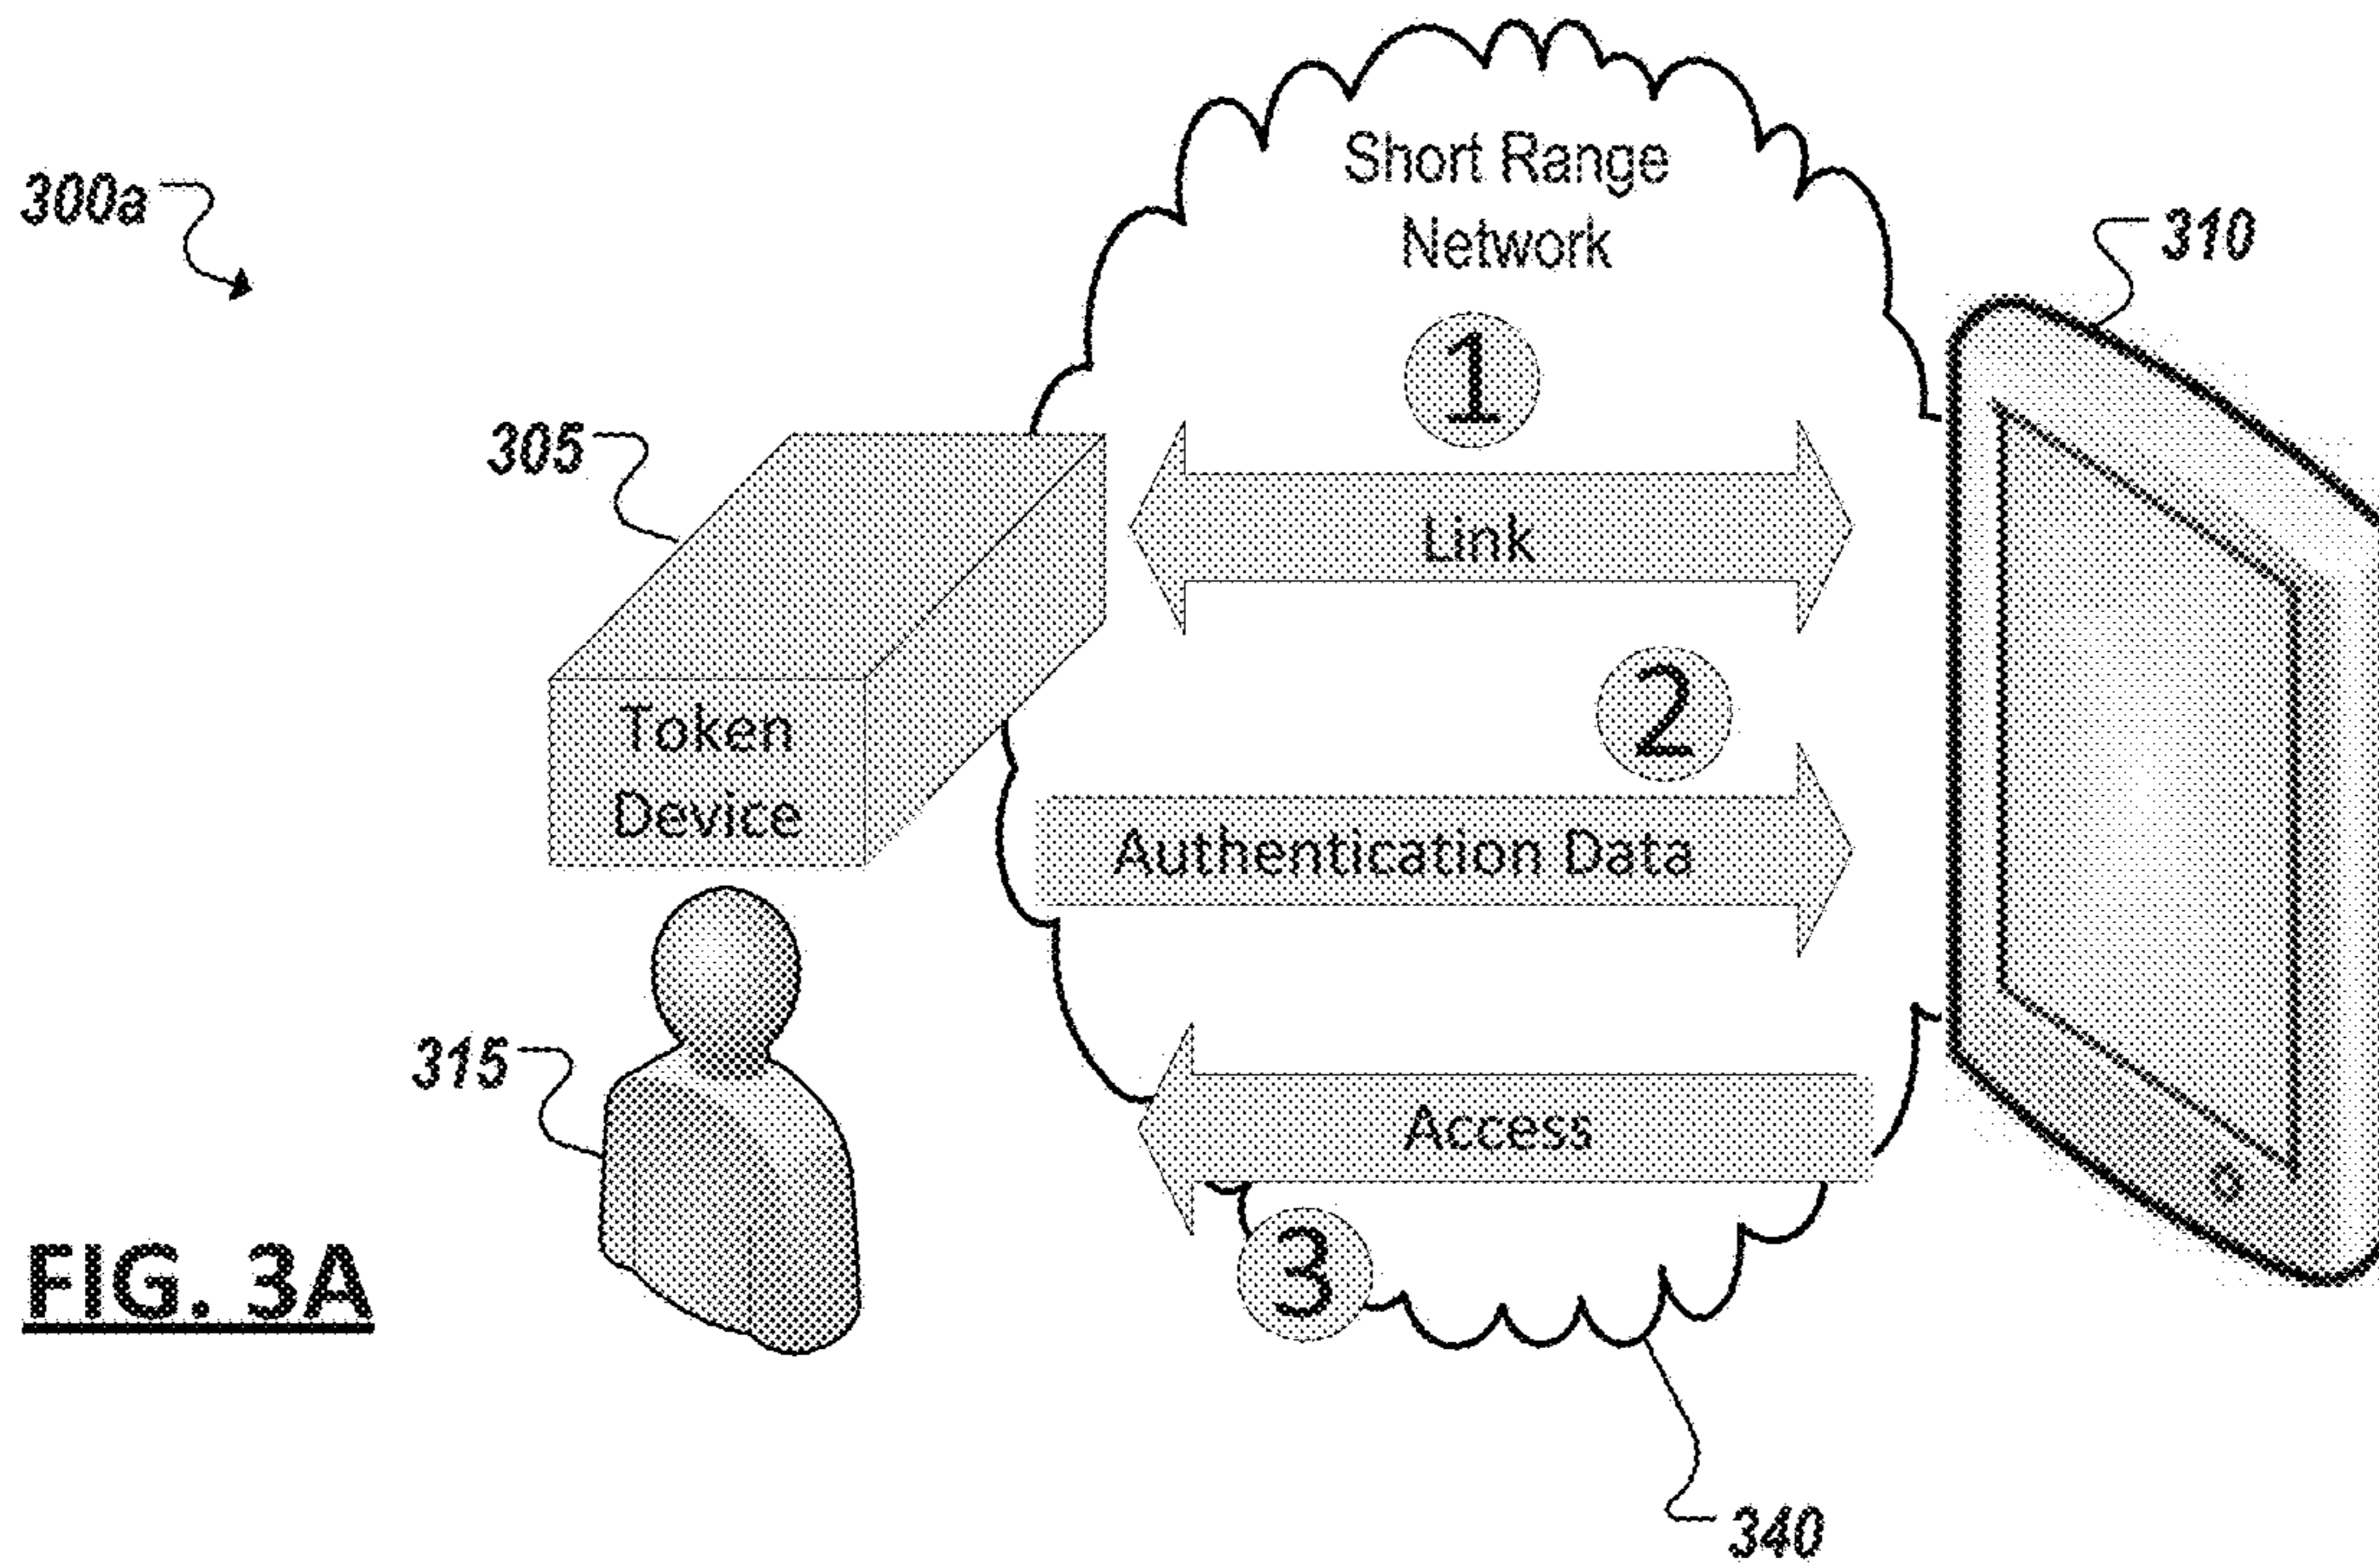 300a
Short Range
Network
310
1
305
Link
2
Token
Device
Authentication Data
315
Access
3
FIG. 3A
340